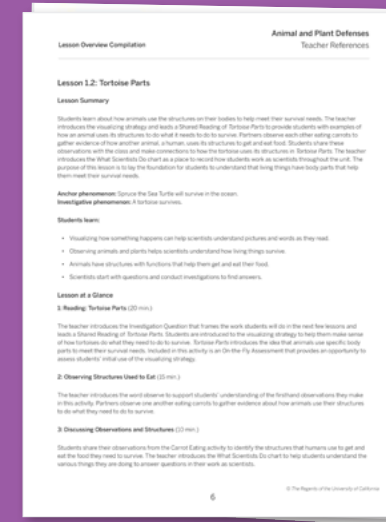 Animal and Plant Defenses
Lesson Overview Compilation
Teacher References
Lesson 1.2: Tortoise Parts
Lesson Summary
Students learn about how animals use the structures on their bodies to help meet their survival needs. The teacher
introduces the visualizing strategy and leads a Shared Reading of Tortoise Parts to provide students with examples of
how an animal uses its structures to do what it needs to do to survive. Partners observe each other eating carrots to
gather evidence of how another animal, a human, uses its structures to get and eat food. Students share these
observations with the class and make connections to how the tortoise uses its structures in Tortoise Parts. The teacher
introduces the What Scientists Do chart as a place to record how students work as scientists throughout the unit. The
purpose of this lesson is to lay the foundation for students to understand that living things have body parts that help
them meet their survival needs.
Anchor phenomenon: Spruce the Sea Turtle will survive in the ocean.
Investigative phenomenon: A tortoise survives.
Students learn:
• Visualizing how something happens can help scientists understand pictures and words as they read.
• Observing animals and plants helps scientists understand how living things survive.
• Animals have structures with functions that help them get and eat their food.
• Scientists start with questions and conduct investigations to find answers.
Lesson at a Glance
1: Reading: Tortoise Parts (20 min.)
The teacher introduces the Investigation Question that frames the work students will do in the next few lessons and
leads a Shared Reading of Tortoise Parts. Students are introduced to the visualizing strategy to help them make sense
of how tortoises do what they need to do to survive. Tortoise Parts introduces the idea that animals use specific body
parts to meet their survival needs. Included in this activity is an On-the-Fly Assessment that provides an opportunity to
assess students' initial use of the visualizing strategy.
2: Observing Structures Used to Eat (15 min.)
The teacher introduces the word observe to support students' understanding of the firsthand observations they make
in this activity. Partners observe one another eating carrots to gather evidence about how animals use their structures
to do what they need to do to survive.
3: Discussing Observations and Structures (10 min.)
Students share their observations from the Carrot Eating activity to identify the structures that humans use to get and
eat the food they need to survive. The teacher introduces the What Scientists Do chart to help students understand the
various things they are doing to answer questions in their work as scientists.
© The Regents of the University of California
6